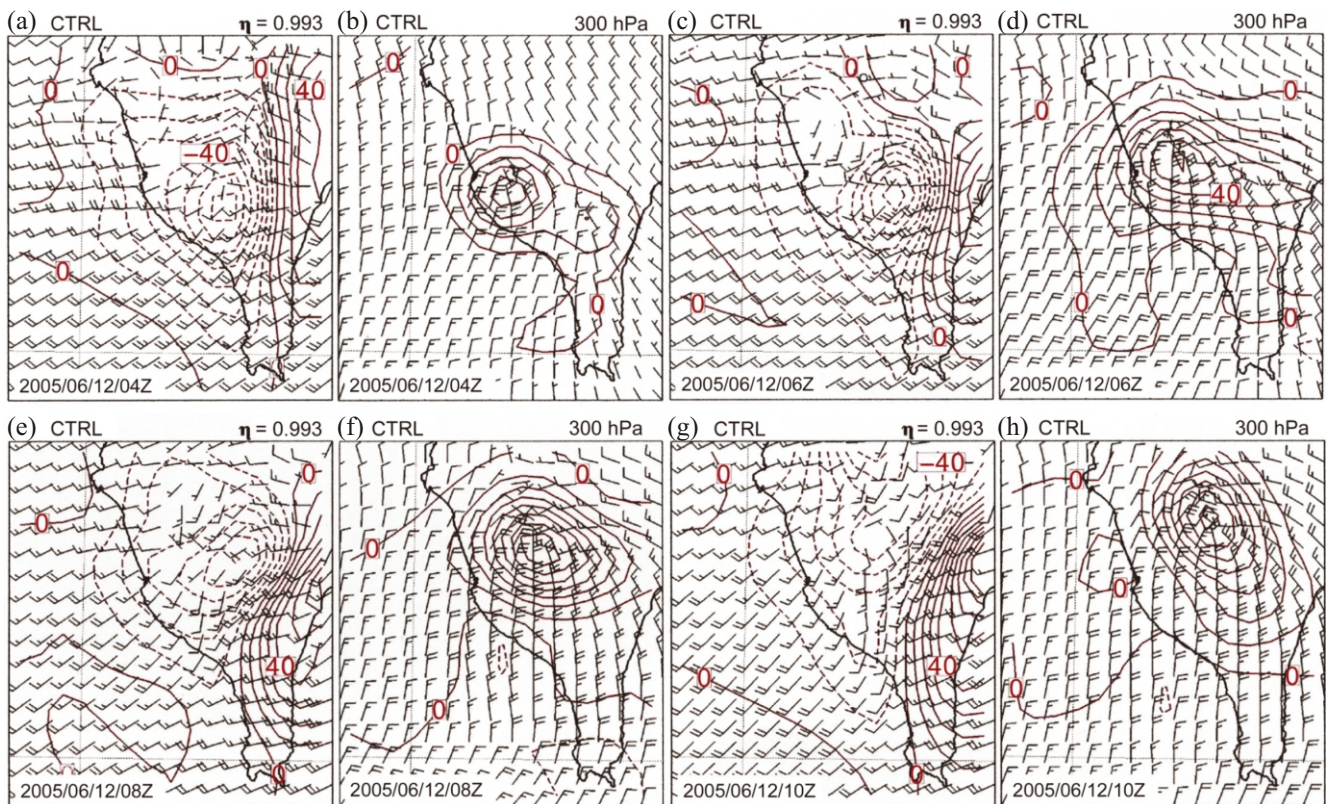 (a) CTRL η = 0.993
(b) CTRL 300 hPa
(c) CTRL η = 0.993
(d) CTRL 300 hPa
0 0 0 40
−40
0
2005/06/12/04Z
0
0
0
2005/06/12/04Z
0 0
0
0
0
2005/06/12/06Z
0
0
40
0
0
2005/06/12/06Z
(e) CTRL η = 0.993
(f) CTRL 300 hPa
(g) CTRL η = 0.993
(h) CTRL 300 hPa
0
0
40
0
0
2005/06/12/08Z
0
0
0
2005/06/12/08Z
−40
0
40
0
0
2005/06/12/10Z
0
0
0
0
2005/06/12/10Z